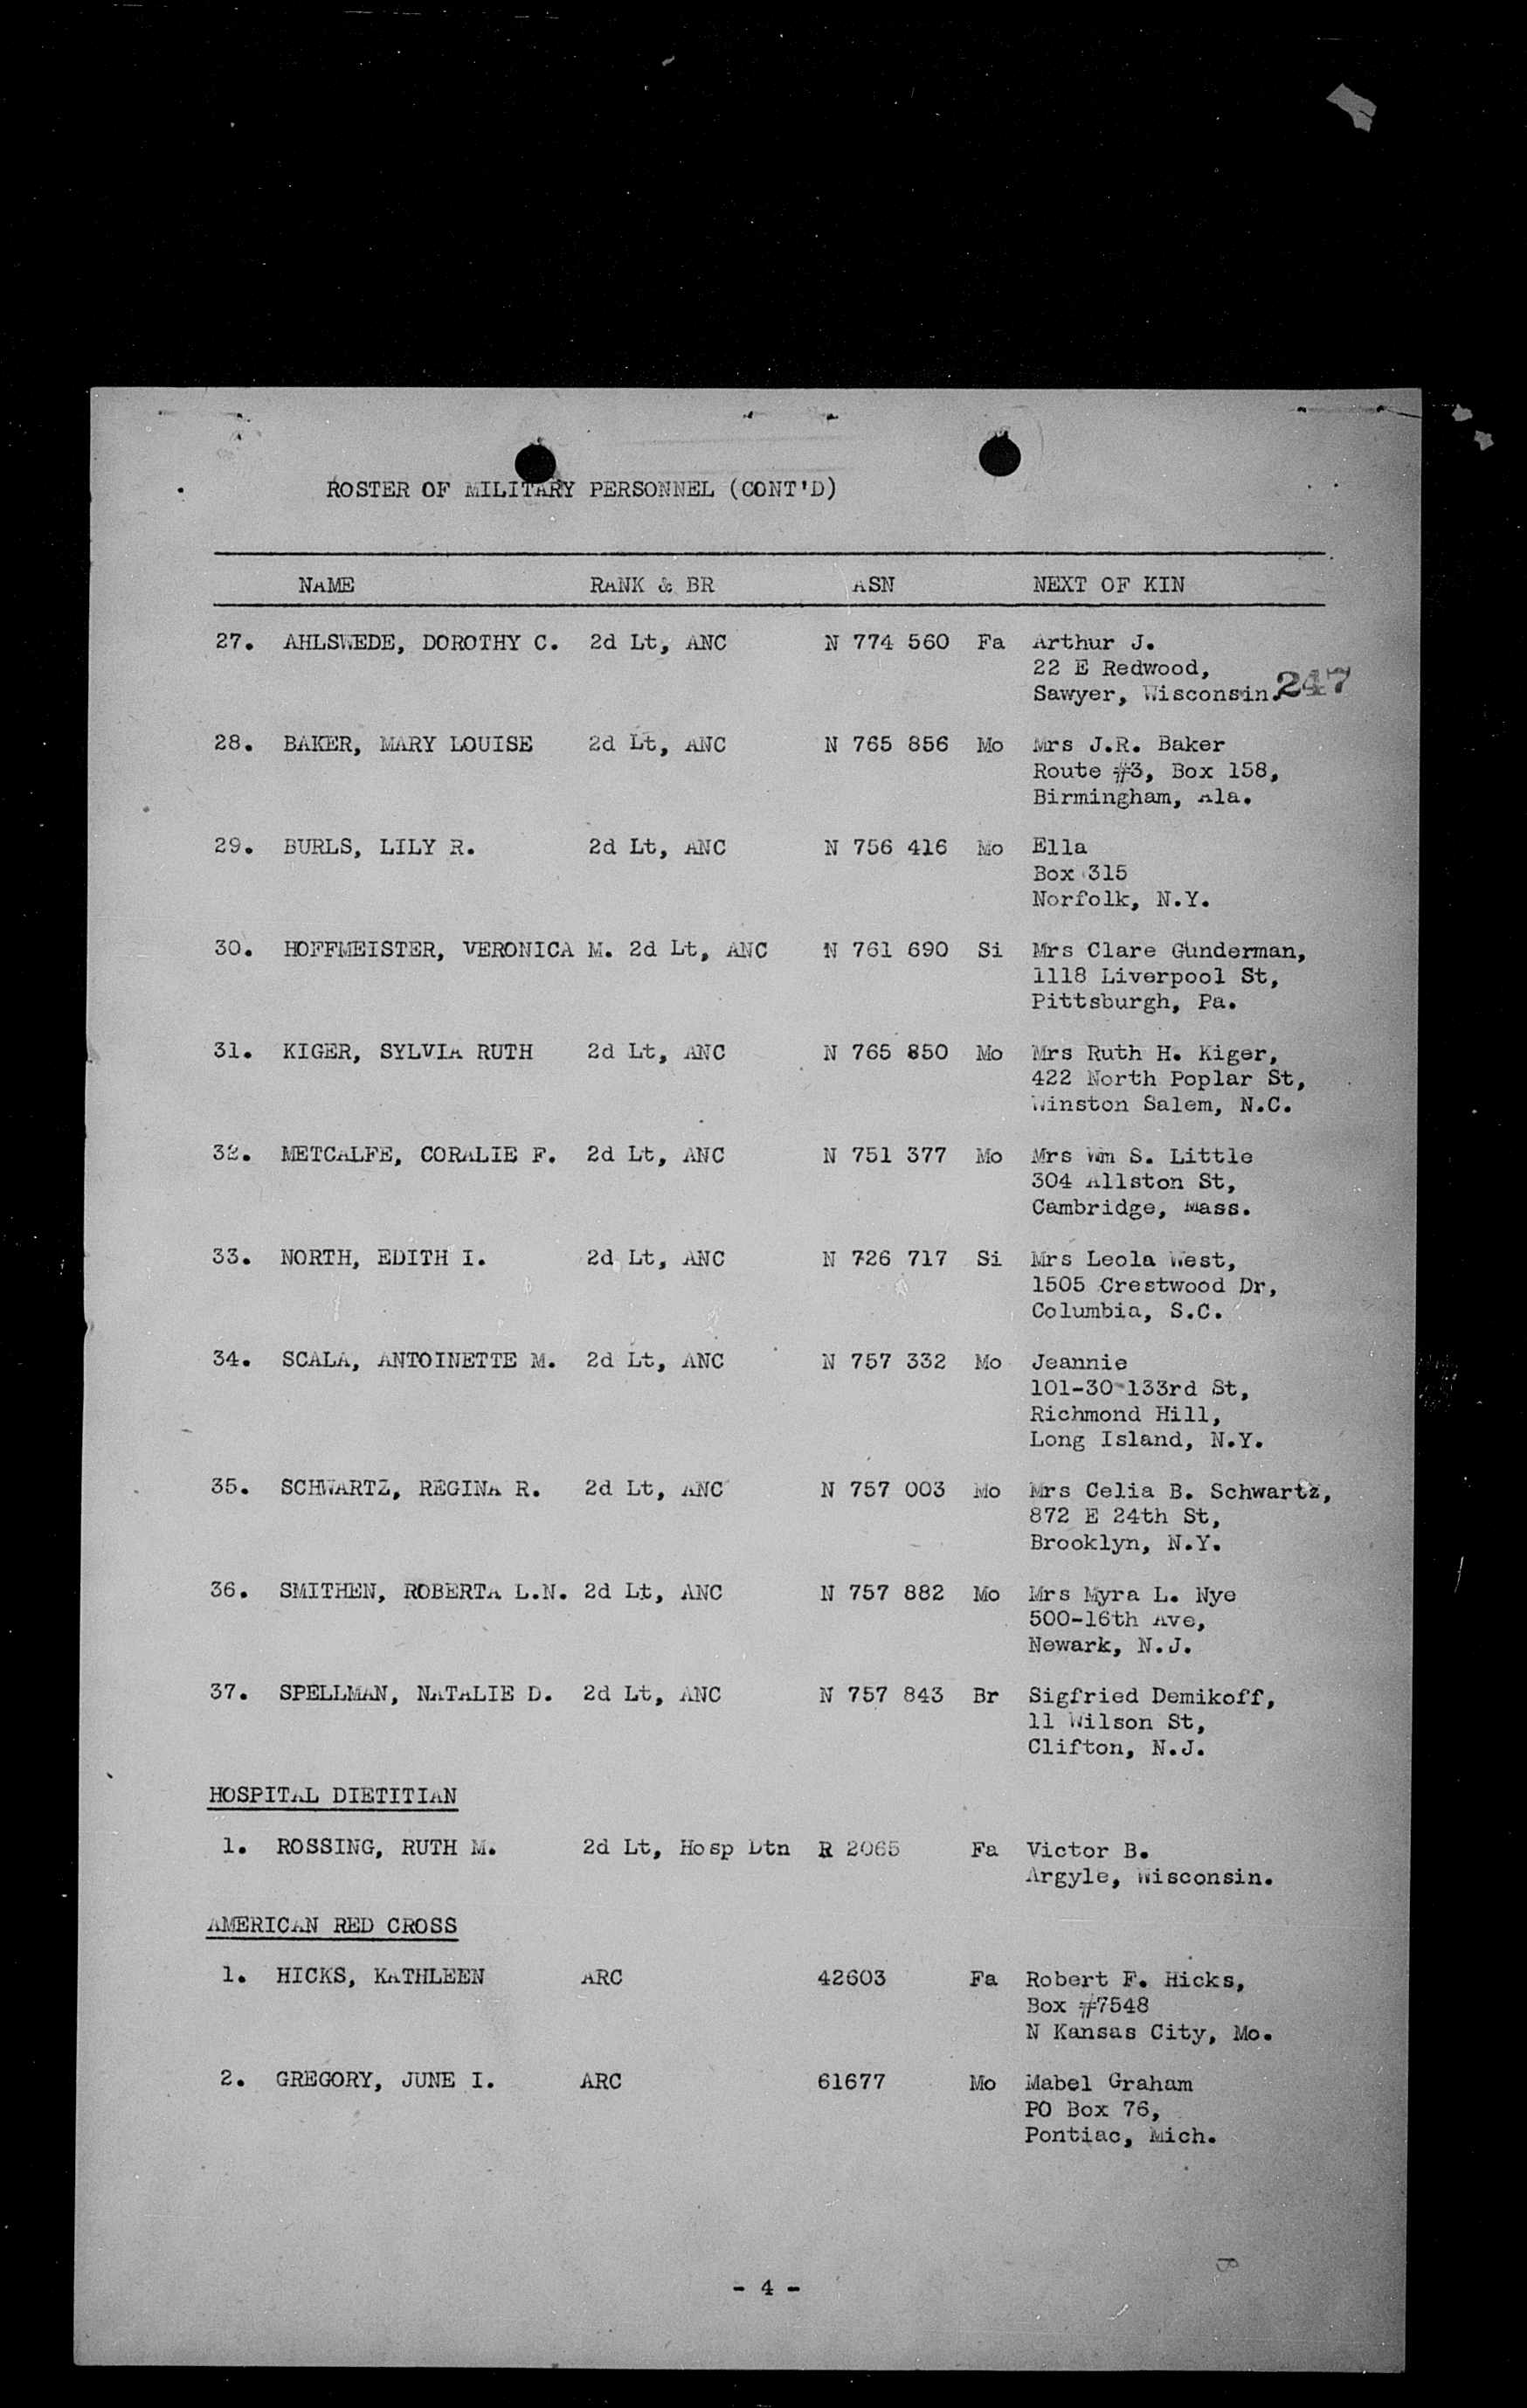 ROSTER OF MILITARY PERSONNEL (CONT'D)
NAME RANK & BR ASN NEXT OF KIN
27. AHLSWEDE, DOROTHY C. 2d Lt, ANC N 774 560 Fa Arthur J.
22 E Redwood,
Sawyer, Wisconsin.
247
28. BAKER, MARY LOUISE 2d Lt, ANC N 765 856 Mo Mrs J.R. Baker
Route #3, Box 158,
Birmingham, Ala.
29. BURLS, LILY R. 2d Lt, ANC N 756 416 Mo Ella
Box 315
Norfolk, N.Y.
30. HOFFMEISTER, VERONICA M. 2d Lt, ANC N 761 690 Si Mrs Clare Gunderman,
1118 Liverpool St,
Pittsburgh, Pa.
31. KIGER, SYLVIA RUTH 2d Lt, ANC N 765 850 Mo Mrs Ruth H. Kiger,
422 North Poplar St,
Winston Salem, N.C.
32. METCALFE, CORALIE F. 2d Lt, ANC N 751 377 Mo Mrs Wm S. Little
304 Allston St,
Cambridge, Mass.
33. NORTH, EDITH I. 2d Lt, ANC N 726 717 Si Mrs Leola West,
1505 Crestwood Dr,
Columbia, S.C.
34. SCALA, ANTOINETTE M. 2d Lt, ANC N 757 332 Mo Jeannie
101-30-133rd St,
Richmond Hill,
Long Island, N.Y.
35. SCHWARTZ, REGINA R. 2d Lt, ANC N 757 003 Mo Mrs Celia B. Schwartz,
872 E 24th St,
Brooklyn, N.Y.
36. SMITHEN, ROBERTA L.N. 2d Lt, ANC N 757 882 Mo Mrs Myra L. Nye
500-16th Ave,
Newark, N.J.
37. SPELLMAN, NATALIE D. 2d Lt, ANC N 757 843 Br Sigfried Demikoff,
11 Wilson St,
Clifton, N.J.
HOSPITAL DIETITIAN
1. ROSSING, RUTH M. 2d Lt, Hosp Dtn R 2065 Fa Victor B.
Argyle, Wisconsin.
AMERICAN RED CROSS
1. HICKS, KATHLEEN ARC 42603 Fa Robert F. Hicks,
Box #7548
N Kansas City, Mo.
2. GREGORY, JUNE I. ARC 61677 Mo Mabel Graham
PO Box 76,
Pontiac, Mich.
- 4 -